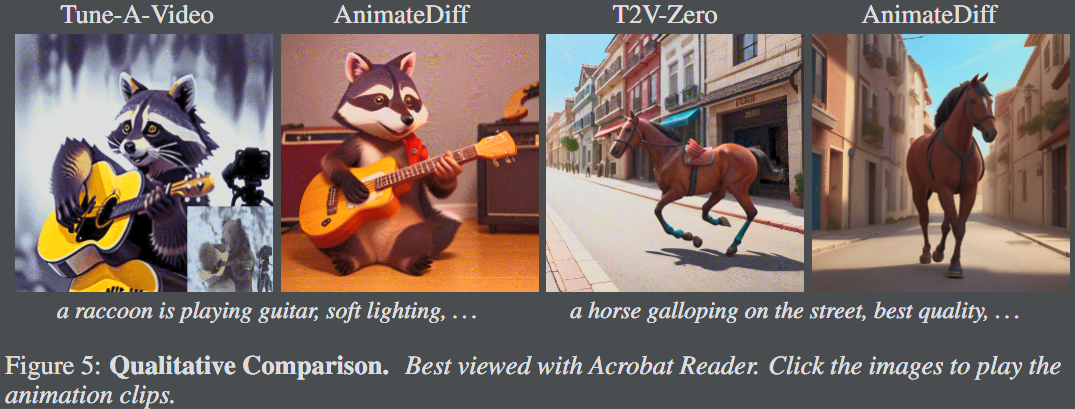 Tune-A-Video AnimateDiff T2V-Zero AnimateDiff
a raccoon is playing guitar, soft lighting, ...
a horse galloping on the street, best quality, ...
Figure 5: Qualitative Comparison. Best viewed with Acrobat Reader. Click the images to play the
animation clips.